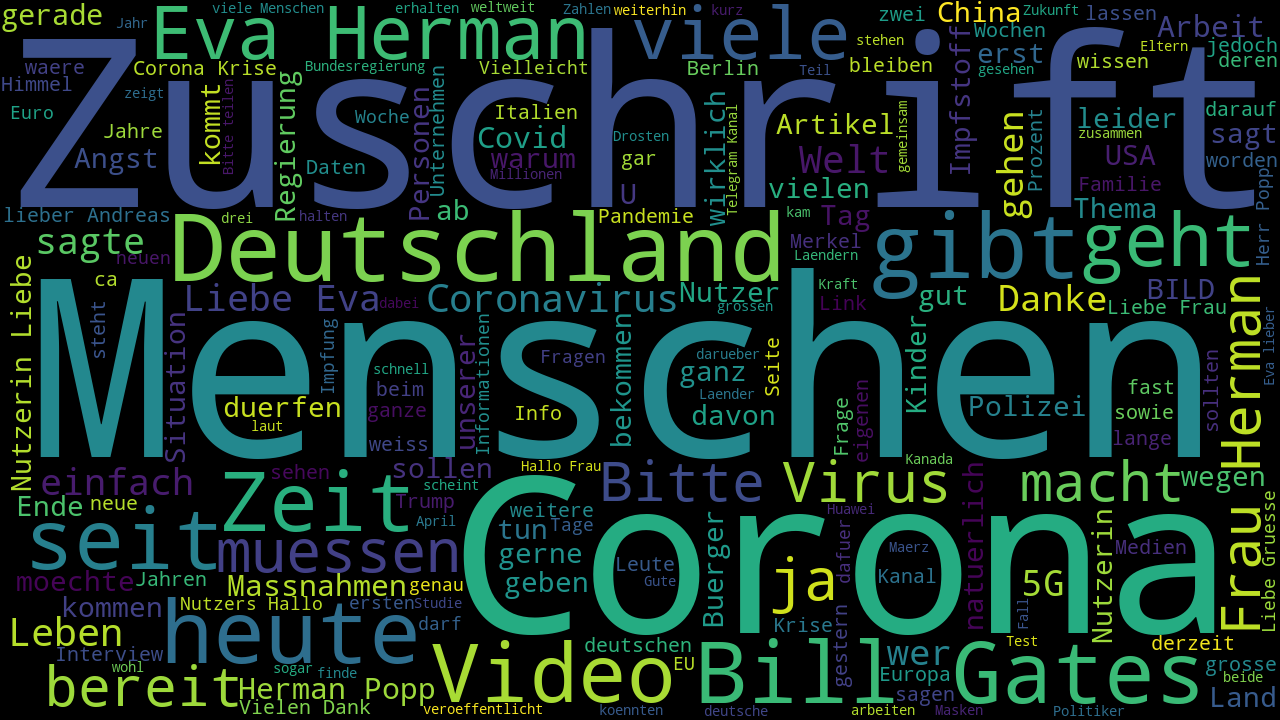 gerade
Jahr
viele Menschen
erhalten
weltweit
Zahlen
weiterhin
kurz
zwei
China
Zukunft
lassen
Arbeit
Eva Herman
viele
Wochen
stehen
Eltern
jedoch
waere
Corona Krise
Bundesregierung
Vielleicht
Berlin
Teil
bleiben
erst
gesehen
wissen
deren
Himmel
zeigt
Zuschrift
Euro
Jahre
kommt
Bitte teilen
Regierung
Woche
Personen
Unternehmen
Italien
Covid
Drosten
wirklich
Telegram Kanal
Artikel
gemeinsam
Impfstoff
gehen
Prozent
leider
zusammen
darauf
sagt
Angst
Daten
warum
Millionen
gar
Welt
USA
worden
U
vielen
Familie
lieber Andreas
drei
halten
ab
Pandemie
kam
Tag
Thema
Herr Popp
sagte
neuen
Deutschland
Merkel
Laendern
gibt
geht
ca
Liebe Eva
dabei
Coronavirus
Nutzer
grossen
Kraft
Link
gut
Danke
BILD
Liebe Frau
Nutzerin Liebe
steht
Situation
Impfung
schnell
beim
unserer
Informationen
Fragen
bekommen
darueber
ganz
Seite
Kinder
sollten
Herman
Eva lieber
Menschen
duerfen
laut
ganze
Info
Laender
davon
Frage
eigenen
Polizei
fast
sowie
lange
weiss
einfach
sehen
sollen
scheint
Hallo Frau
Bitte
Virus
Kanada
natuerlich
macht
wegen
Ende
neue
Zeit
Trump
April
weitere
tun
Tage
Huawei
dafuer
seit
muessen
gerne
Corona
Leute
Gute
Buerger
Maerz
Kanal
ja
5G
Nutzerin
Medien
Frau
Liebe Gruesse
moechte
Jahren
Massnahmen
genau
geben
kommen
Nutzers Hallo
ersten
Studie
darf
Krise
Fall
Leben
heute
Interview
wohl
sogar
finde
Video
deutschen
EU
Bill
gestern
wer
Test
derzeit
Gates
Europa
grosse
beide
bereit
Herman Popp
Vielen Dank
veroeffentlicht
koennten
deutsche
arbeiten
sagen
Masken
Politiker
Land